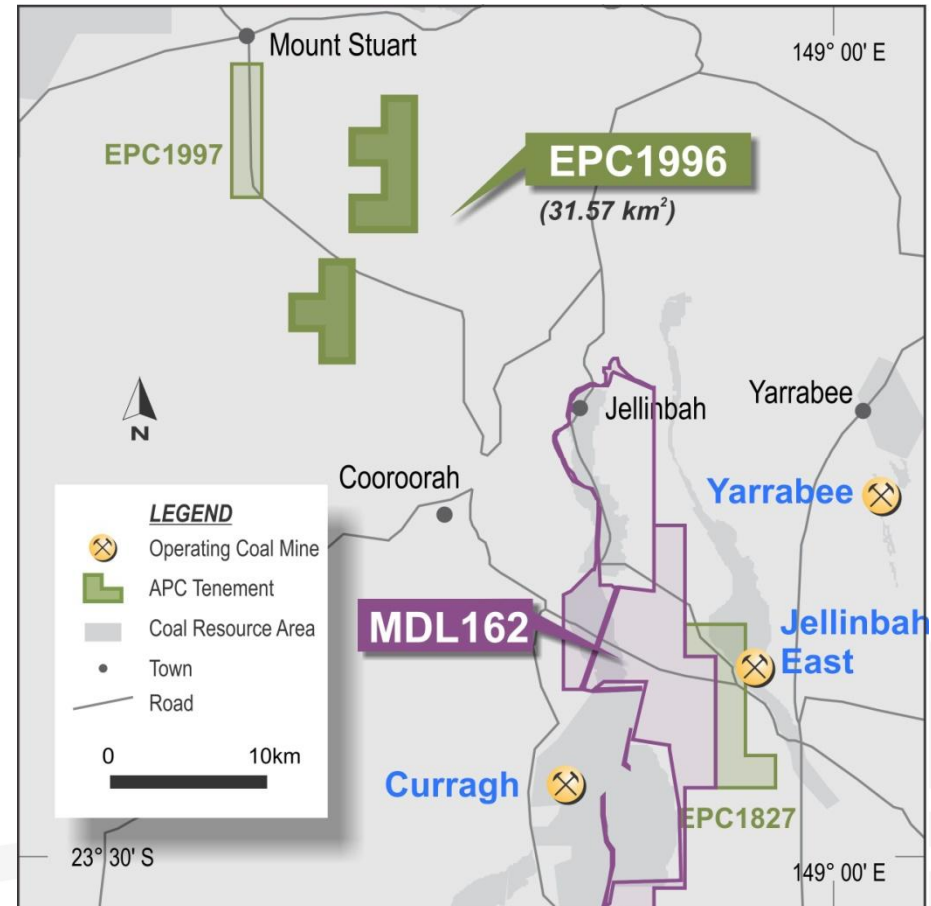 Mount Stuart
149° 00' E
EPC1997
EPC1996
(31.57 km²)
N
Jellinbah
Yarrabee
Cooroorah
Yarrabee
LEGEND
Operating Coal Mine
APC Tenement
Coal Resource Area
Town
Road
0 10km
MDL162
Jellinbah
East
Curragh
EPC1827
23° 30' S
149° 00' E